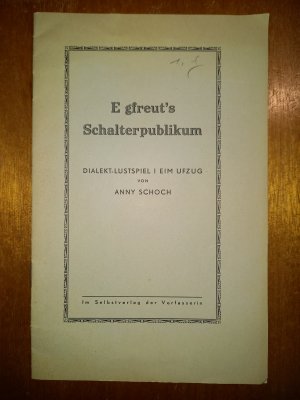 E gfreut's
Schalterpublikum
DIALEKT-LUSTSPIEL I EIM UFZUG
VON
ANNY SCHOCH
Im Selbstverlag der Verfasserin